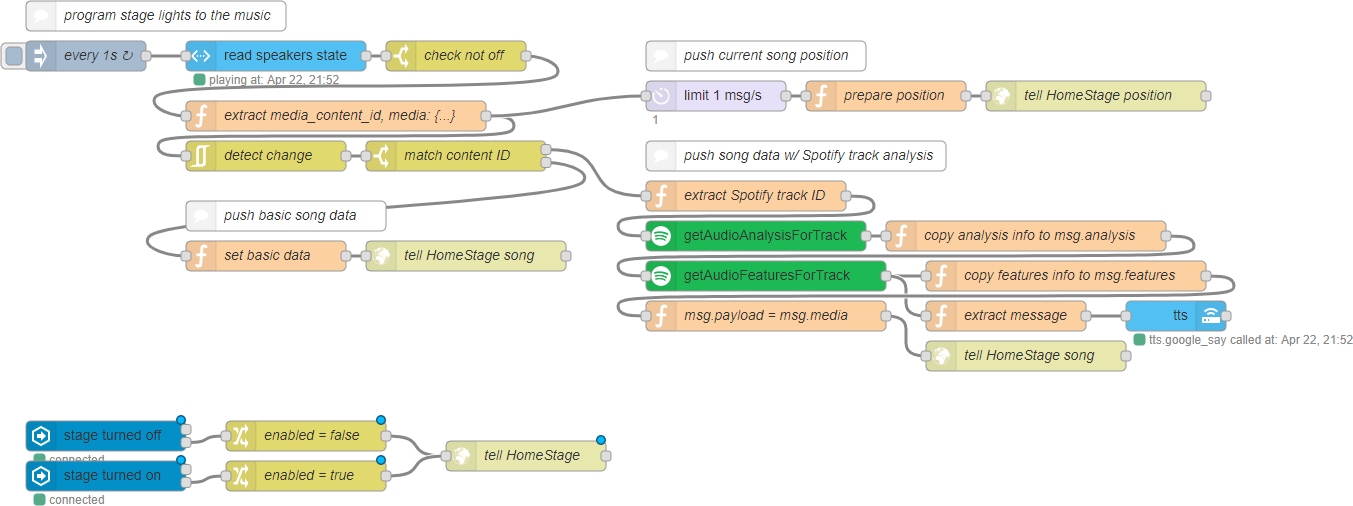 program stage lights to the music
every 1s ↻
read speakers state
check not off
playing at: Apr 22, 21:52
push current song position
extract media_content_id, media: {...}
limit 1 msg/s
prepare position
tell HomeStage position
1
detect change
match content ID
push song data w/ Spotify track analysis
extract Spotify track ID
push basic song data
getAudioAnalysisForTrack
copy analysis info to msg.analysis
set basic data
tell HomeStage song
getAudioFeaturesForTrack
copy features info to msg.features
msg.payload = msg.media
extract message
tts
tts.google_say called at: Apr 22, 21:52
tell HomeStage song
stage turned off
enabled = false
connected
tell HomeStage
stage turned on
enabled = true
connected